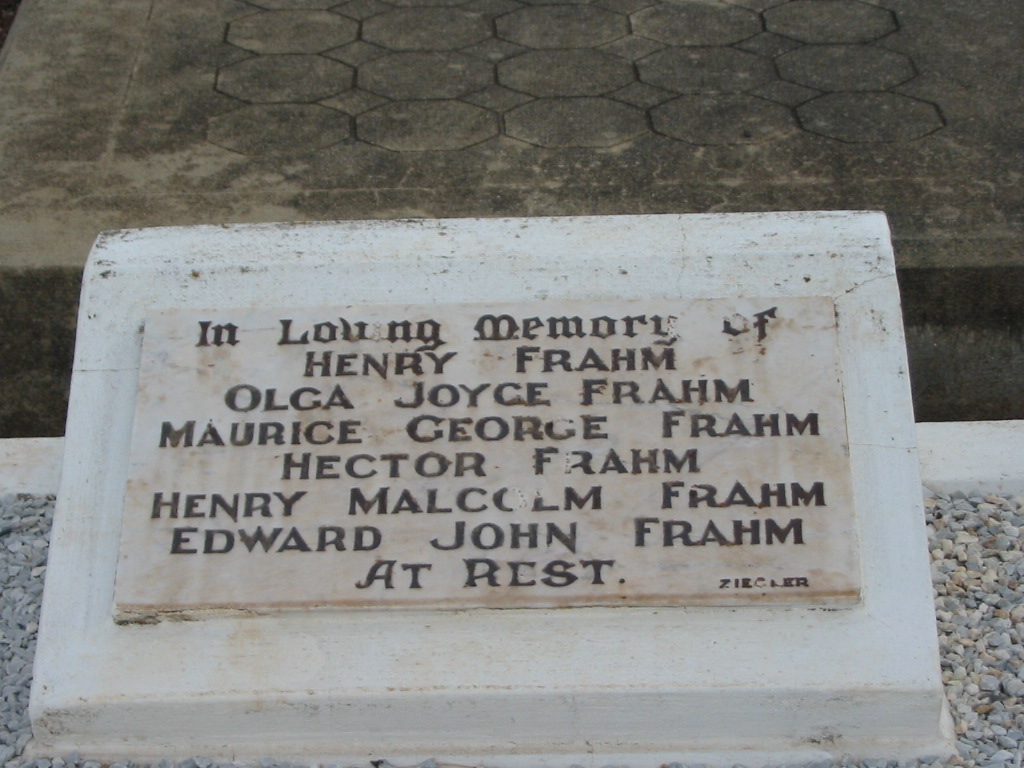 In Loving Memory of
HENRY FRAHM
OLGA JOYCE FRAHM
MAURICE GEORGE FRAHM
HECTOR FRAHM
HENRY MALCOLM FRAHM
EDWARD JOHN FRAHM
AT REST.
ZIEGLER